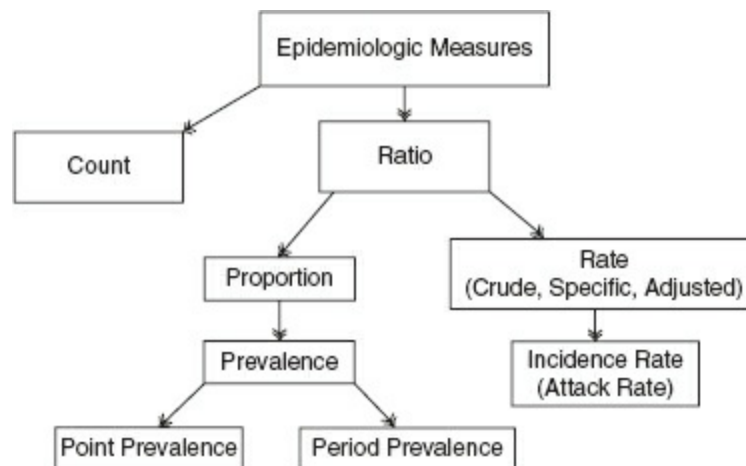 Epidemiologic Measures
Count
Ratio
Proportion
Rate
(Crude, Specific, Adjusted)
Prevalence
Incidence Rate
(Attack Rate)
Point Prevalence
Period Prevalence